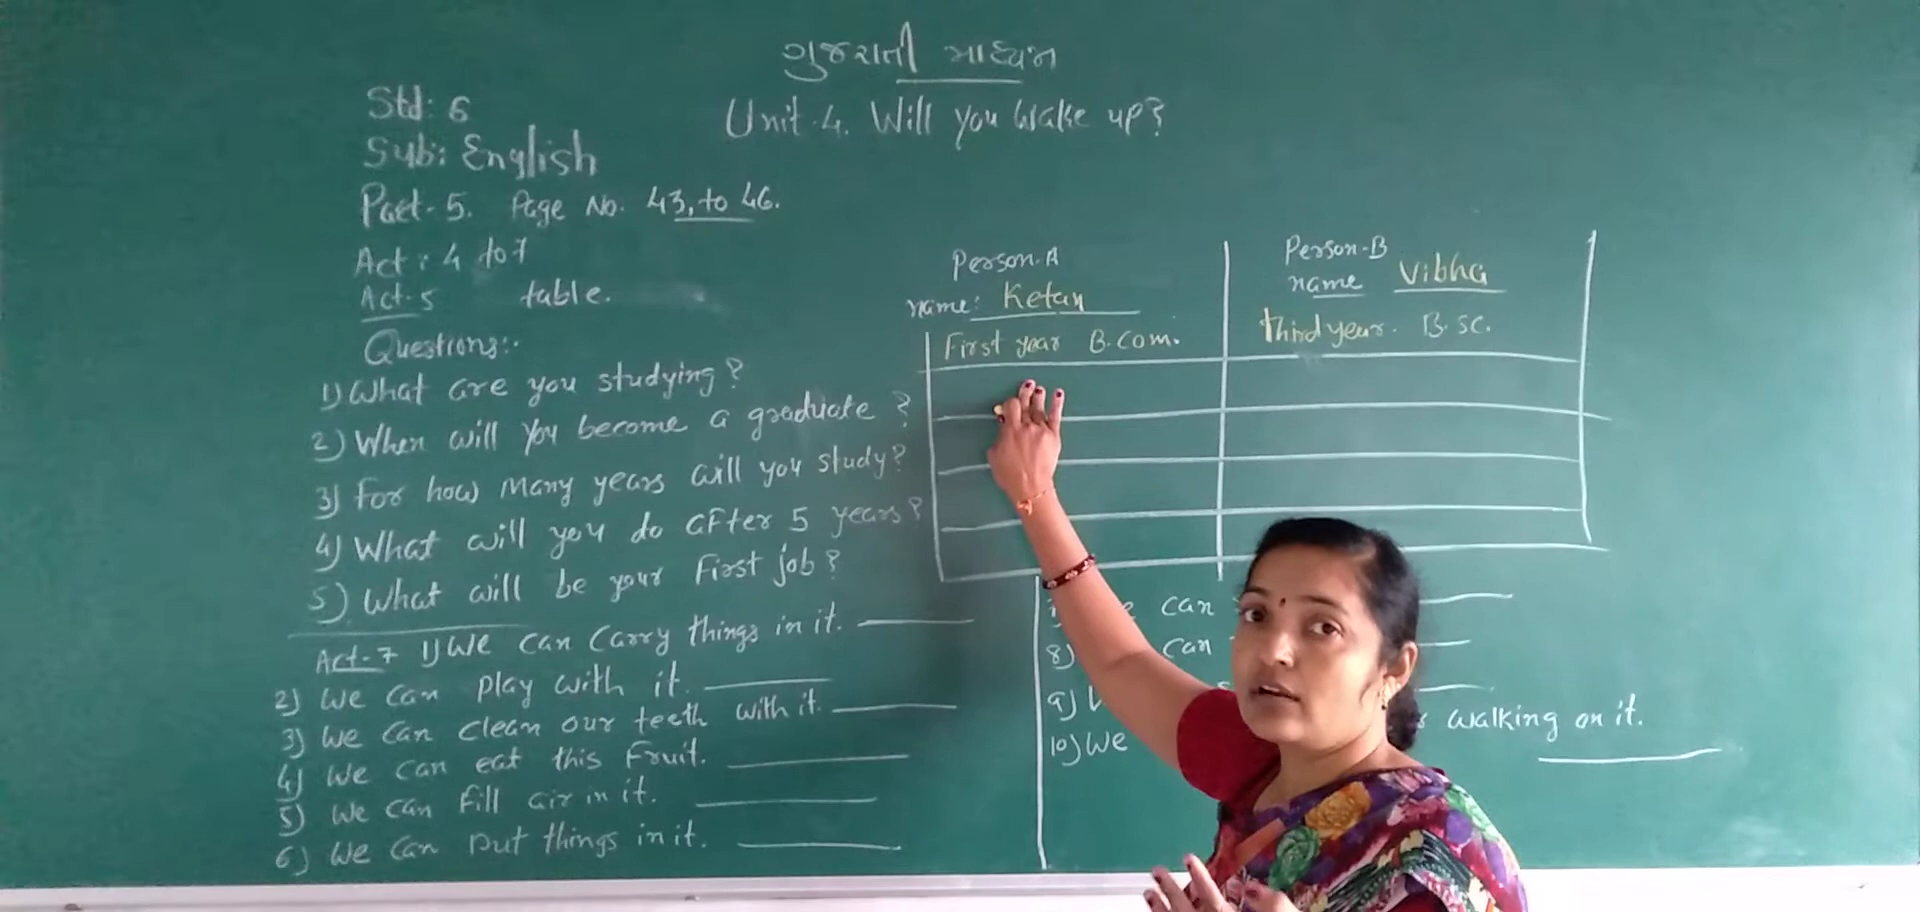 ગુજરાતી માધ્યમ
Unit-4. Will you wake up?
Std: 6
Sub: English
Part-5. Page No. 43, to 46.
Act: 4 to 7
Act-5 table.
Questions:-
1) What are you studying?
2) When will you become a graduate?
3) For how many years will you study?
4) What will you do after 5 years?
5) What will be your First job?
Person-A
name: Ketan
First year B.com.
Person-B
name Vibha
Third year. B.sc.
Act-7 1) We can carry things in it.
2) We can play with it.
3) We can clean our teeth with it.
4) We can eat this Fruit.
5) We can fill air in it.
6) We can put things in it.
can
8) can
9)
10) We walking on it.